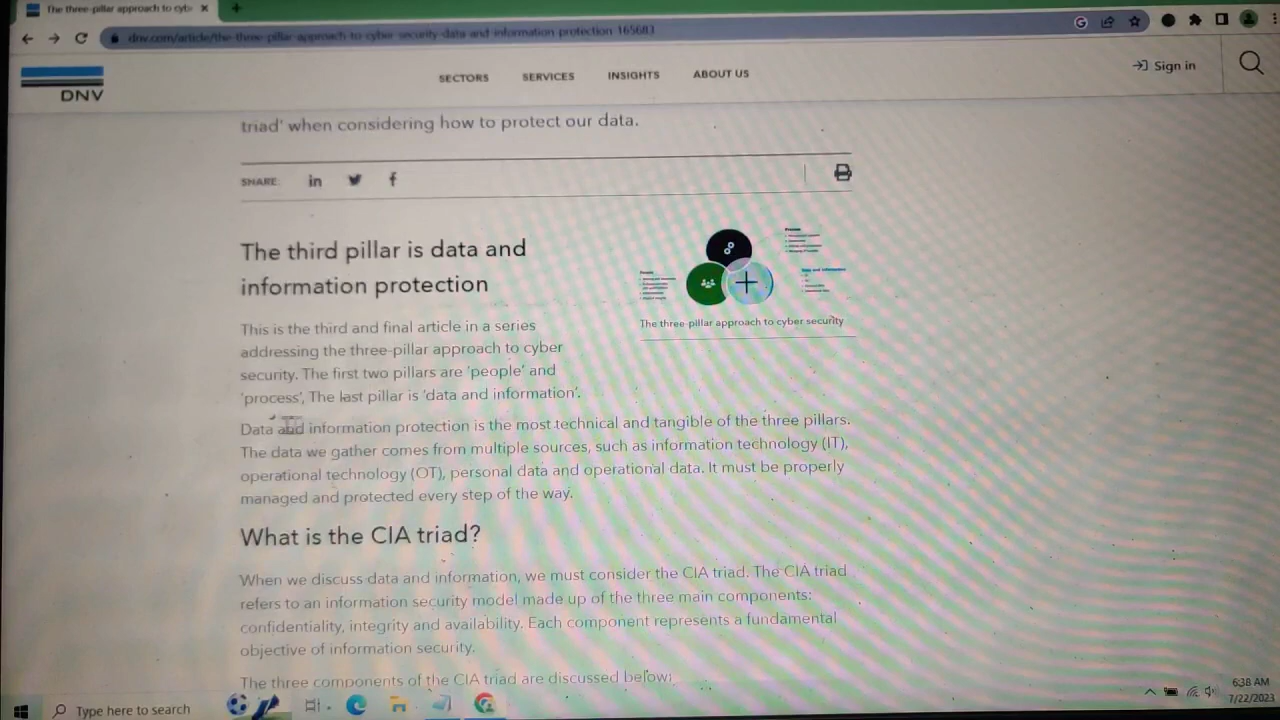 The three-pillar approach to cybe
dnv.com/article/the-three-pillar-approach-to-cyber-security-data-and-information-protection-165683
DNV
SECTORS SERVICES INSIGHTS ABOUT US
Sign in
triad' when considering how to protect our data.
SHARE:
The third pillar is data and
information protection
This is the third and final article in a series
addressing the three-pillar approach to cyber
security. The first two pillars are 'people' and
'process', The last pillar is 'data and information'.
The three-pillar approach to cyber security
Data and information protection is the most technical and tangible of the three pillars.
The data we gather comes from multiple sources, such as information technology (IT),
operational technology (OT), personal data and operational data. It must be properly
managed and protected every step of the way.
What is the CIA triad?
When we discuss data and information, we must consider the CIA triad. The CIA triad
refers to an information security model made up of the three main components:
confidentiality, integrity and availability. Each component represents a fundamental
objective of information security.
The three components of the CIA triad are discussed below:
Type here to search
6:38 AM
7/22/2023